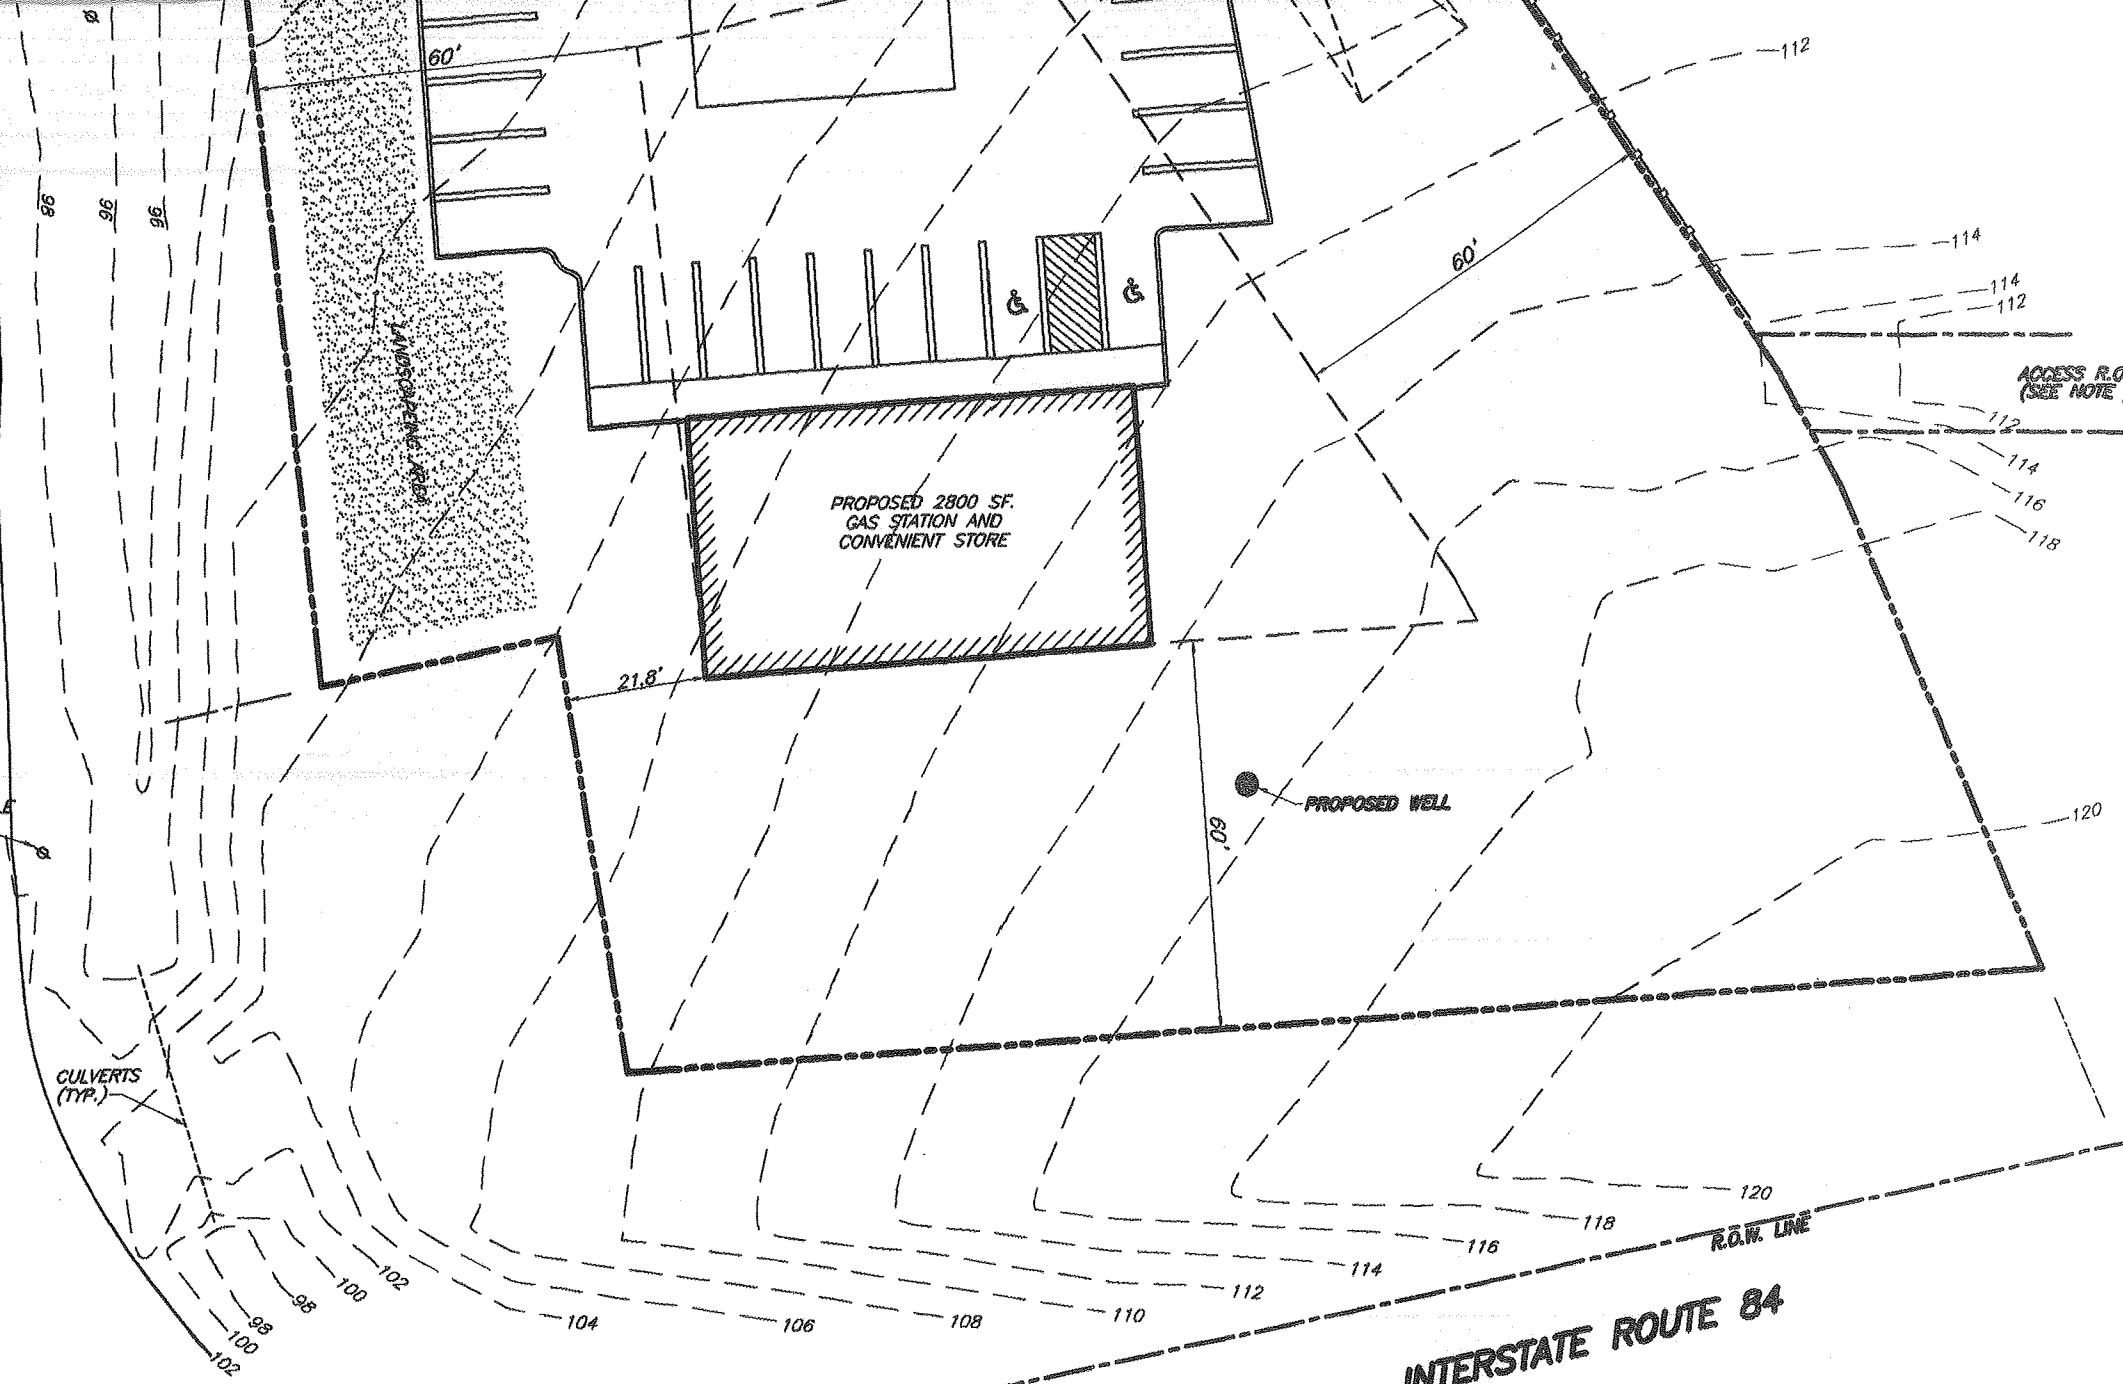 60'
112
98
96
96
60'
114
114
112
ACCESS R.O
(SEE NOTE
LANDSCAPEING AREA
112
114
116
118
PROPOSED 2800 SF.
GAS STATION AND
CONVENIENT STORE
21.8'
PROPOSED WELL
60'
120
E
CULVERTS
(TYP.)
120
118
116
114
112
110
108
106
104
102
100
98
98
100
102
R.O.W. LINE
INTERSTATE ROUTE 84